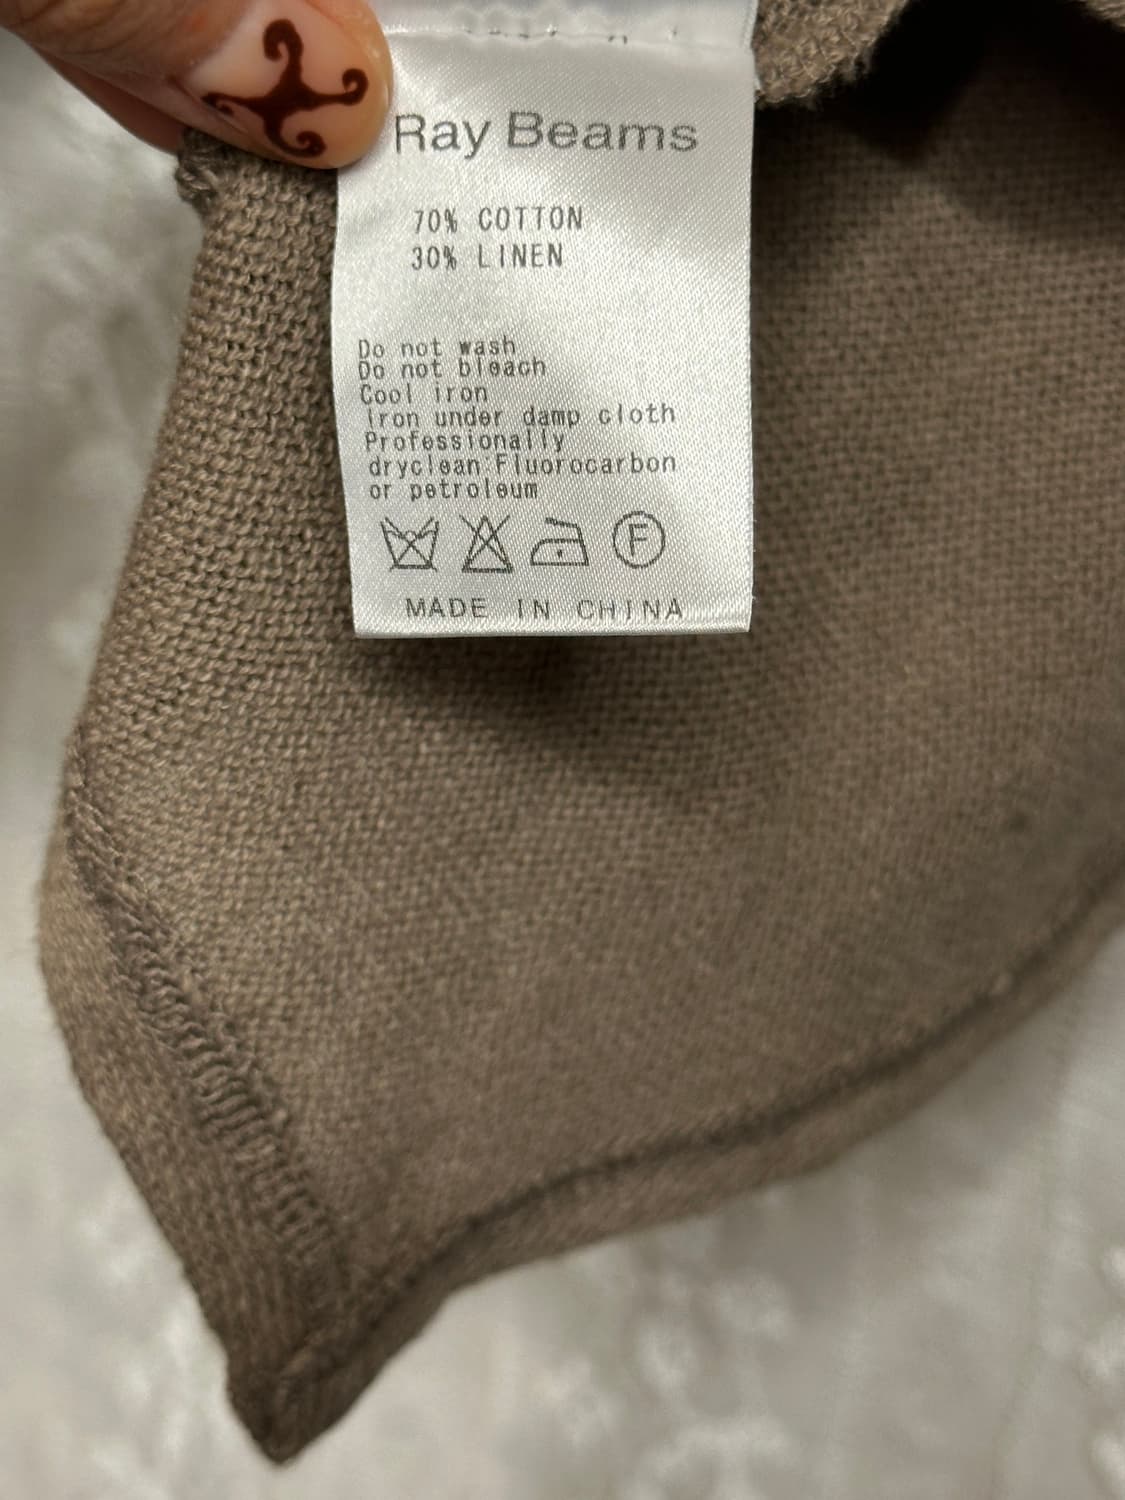 Ray Beams
70% COTTON
30% LINEN
Do not wash
Do not bleach
Cool iron
Iron under damp cloth
Professionally
dryclean:Fluorocarbon
or petroleum
F
MADE IN CHINA